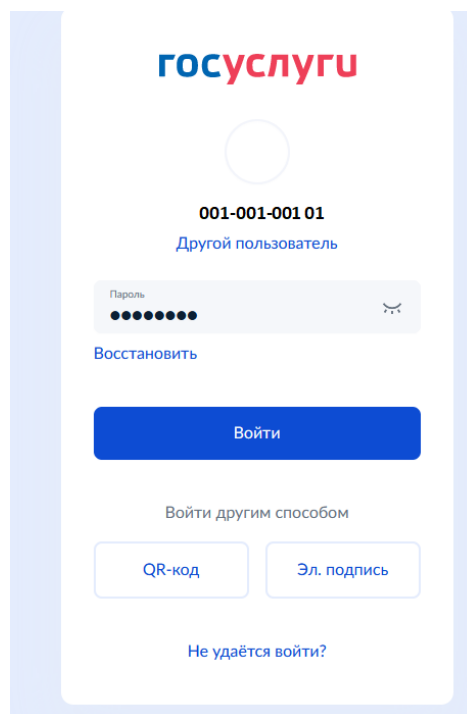 госуслуги
001-001-001 01
Другой пользователь
Пароль
●●●●●●●●
Восстановить
Войти
Войти другим способом
QR-код
Эл. подпись
Не удаётся войти?